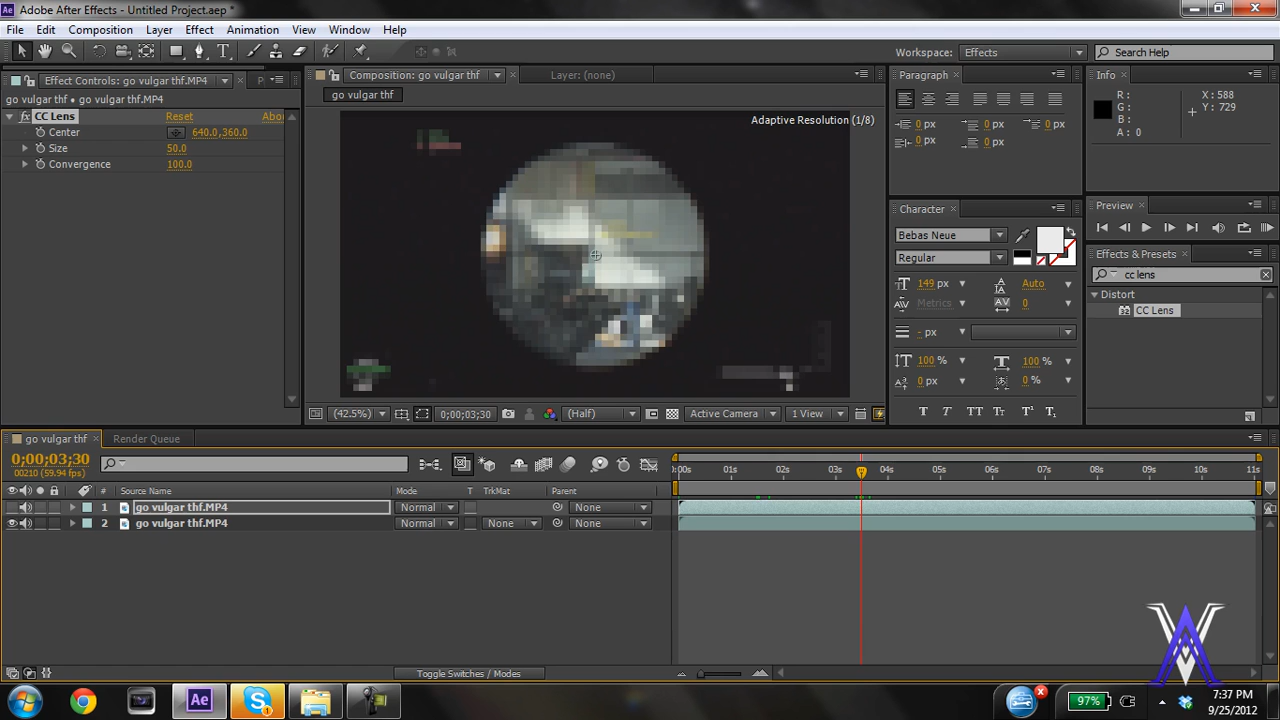 Adobe After Effects - Untitled Project.aep *
File Edit Composition Layer Effect Animation Window Help
Workspace: Effects Search Help
Effect Controls: go vulgar thf.MP4 P
Composition: go vulgar thf
Layer: (none)
Paragraph
Info
go vulgar thf • go vulgar thf.MP4
go vulgar thf
fx CC Lens Reset Abou
Center 640.0,360.0
Size 50.0
Convergence 100.0
Adaptive Resolution (1/8)
R: X: 588
G: Y: 729
B:
A: 0
0 px 0 px 0 px
0 px 0 px
Character
Bebas Neue
Regular
149 px Auto
Metrics 0
- px
100 % 100 %
0 px 0 %
T T TT Tt T¹ T₁
Preview
Effects & Presets
cc lens
Distort
CC Lens
(42.5%) 0;00;03;30 (Half) Active Camera 1 View
go vulgar thf Render Queue
0;00;03;30
00210 (59.94 fps)
0:00s 01s 02s 03s 04s 05s 06s 07s 08s 09s 10s 11s
# Source Name Mode T TrkMat Parent
1 go vulgar thf.MP4 Normal None
2 go vulgar thf.MP4 Normal None None
Toggle Switches / Modes
Ae
S
97%
7:37 PM
9/25/2012